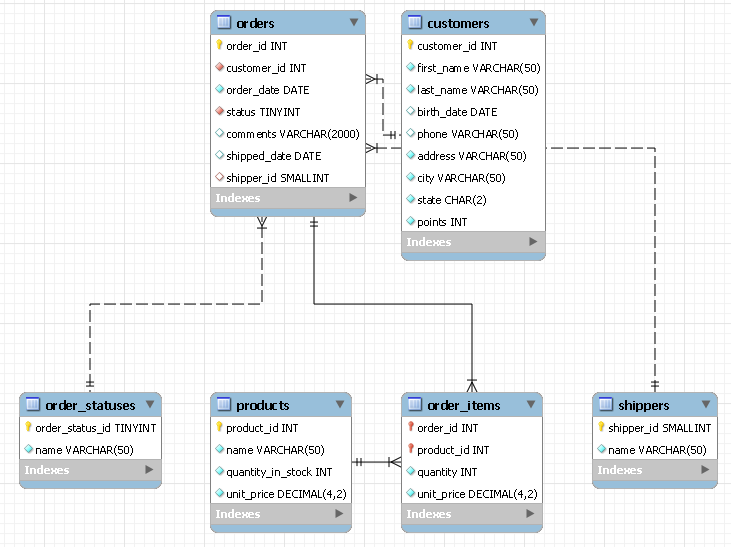 orders
order_id INT
customer_id INT
order_date DATE
status TINYINT
comments VARCHAR(2000)
shipped_date DATE
shipper_id SMALLINT
Indexes
customers
customer_id INT
first_name VARCHAR(50)
last_name VARCHAR(50)
birth_date DATE
phone VARCHAR(50)
address VARCHAR(50)
city VARCHAR(50)
state CHAR(2)
points INT
Indexes
order_statuses
order_status_id TINYINT
name VARCHAR(50)
Indexes
products
product_id INT
name VARCHAR(50)
quantity_in_stock INT
unit_price DECIMAL(4,2)
Indexes
order_items
order_id INT
product_id INT
quantity INT
unit_price DECIMAL(4,2)
Indexes
shippers
shipper_id SMALLINT
name VARCHAR(50)
Indexes